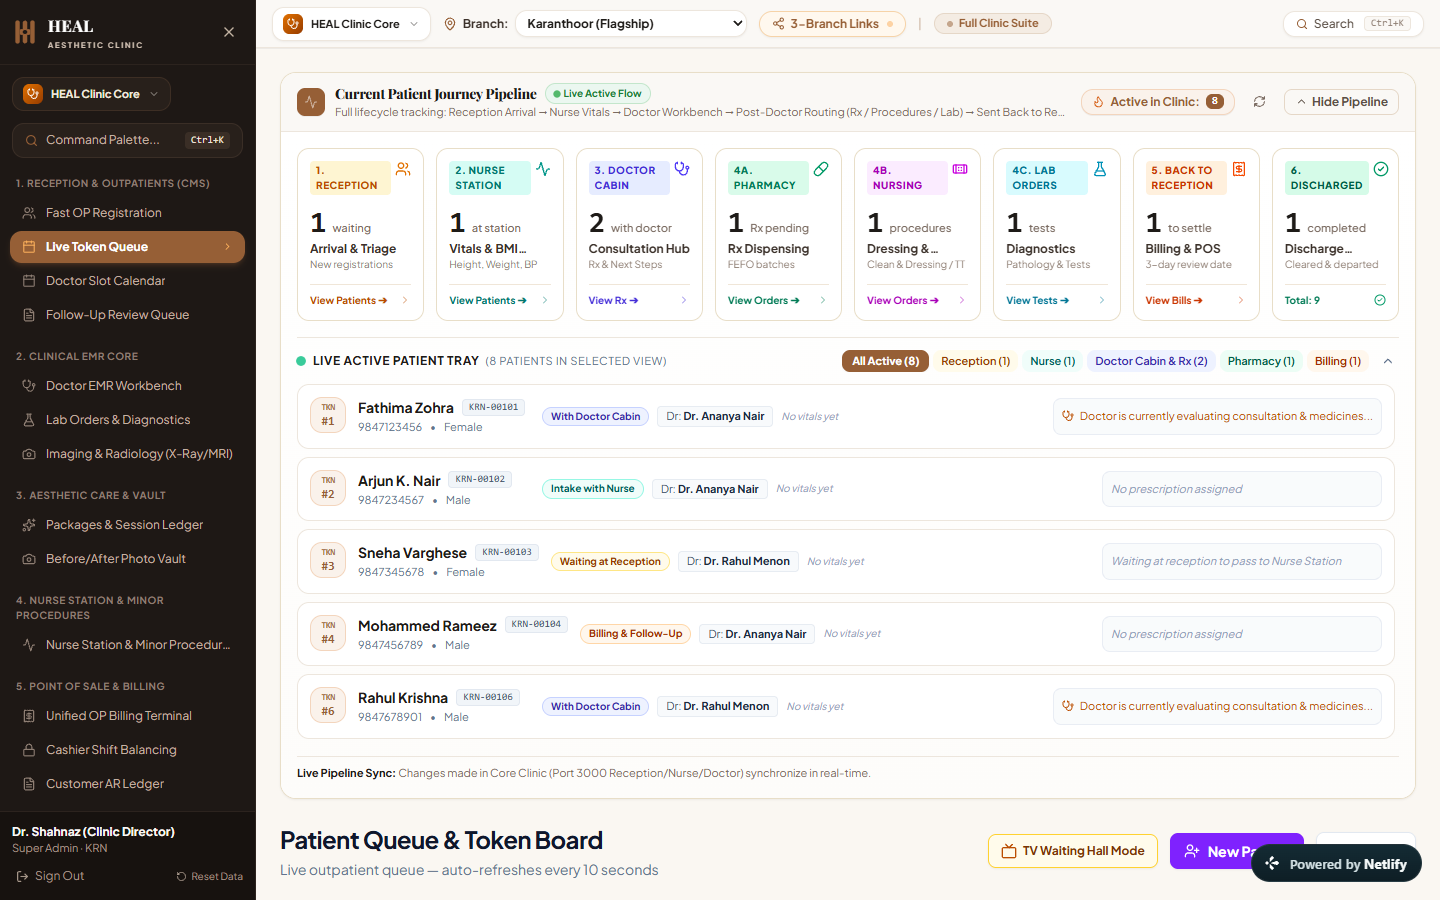 HEAL
AESTHETIC CLINIC
HEAL Clinic Core
Command Palette... Ctrl+K
1. RECEPTION & OUTPATIENTS (CMS)
Fast OP Registration
Live Token Queue
Doctor Slot Calendar
Follow-Up Review Queue
2. CLINICAL EMR CORE
Doctor EMR Workbench
Lab Orders & Diagnostics
Imaging & Radiology (X-Ray/MRI)
3. AESTHETIC CARE & VAULT
Packages & Session Ledger
Before/After Photo Vault
4. NURSE STATION & MINOR
PROCEDURES
Nurse Station & Minor Procedur...
5. POINT OF SALE & BILLING
Unified OP Billing Terminal
Cashier Shift Balancing
Customer AR Ledger
Dr. Shahnaz (Clinic Director)
Super Admin · KRN
Sign Out Reset Data
HEAL Clinic Core Branch: Karanthoor (Flagship) 3-Branch Links | Full Clinic Suite Search Ctrl+K
Current Patient Journey Pipeline Live Active Flow
Full lifecycle tracking: Reception Arrival → Nurse Vitals → Doctor Workbench → Post-Doctor Routing (Rx / Procedures / Lab) → Sent Back to Re...
Active in Clinic: 8 Hide Pipeline
1. RECEPTION
1 waiting
Arrival & Triage
New registrations
View Patients ➔
2. NURSE STATION
1 at station
Vitals & BMI...
Height, Weight, BP
View Patients ➔
3. DOCTOR CABIN
2 with doctor
Consultation Hub
Rx & Next Steps
View Rx ➔
4A. PHARMACY
1 Rx pending
Rx Dispensing
FEFO batches
View Orders ➔
4B. NURSING
1 procedures
Dressing &...
Clean & Dressing / TT
View Orders ➔
4C. LAB ORDERS
1 tests
Diagnostics
Pathology & Tests
View Tests ➔
5. BACK TO RECEPTION
1 to settle
Billing & POS
3-day review date
View Bills ➔
6. DISCHARGED
1 completed
Discharge...
Cleared & departed
Total: 9
LIVE ACTIVE PATIENT TRAY (8 PATIENTS IN SELECTED VIEW) All Active (8) Reception (1) Nurse (1) Doctor Cabin & Rx (2) Pharmacy (1) Billing (1)
TKN #1 Fathima Zohra KRN-00101 With Doctor Cabin Dr: Dr. Ananya Nair No vitals yet Doctor is currently evaluating consultation & medicines...
9847123456 • Female
TKN #2 Arjun K. Nair KRN-00102 Intake with Nurse Dr: Dr. Ananya Nair No vitals yet No prescription assigned
9847234567 • Male
TKN #3 Sneha Varghese KRN-00103 Waiting at Reception Dr: Dr. Rahul Menon No vitals yet Waiting at reception to pass to Nurse Station
9847345678 • Female
TKN #4 Mohammed Rameez KRN-00104 Billing & Follow-Up Dr: Dr. Ananya Nair No vitals yet No prescription assigned
9847456789 • Male
TKN #6 Rahul Krishna KRN-00106 With Doctor Cabin Dr: Dr. Rahul Menon No vitals yet Doctor is currently evaluating consultation & medicines...
9847678901 • Male
Live Pipeline Sync: Changes made in Core Clinic (Port 3000 Reception/Nurse/Doctor) synchronize in real-time.
Patient Queue & Token Board
Live outpatient queue — auto-refreshes every 10 seconds
TV Waiting Hall Mode New Pa
Powered by Netlify